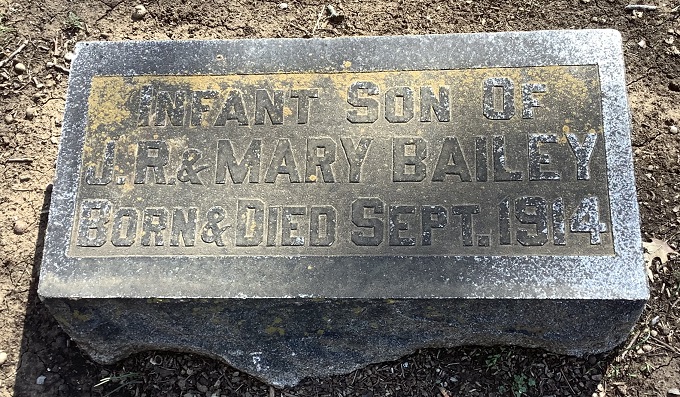 INFANT SON OF
J.R. & MARY BAILEY
BORN & DIED SEPT. 1914